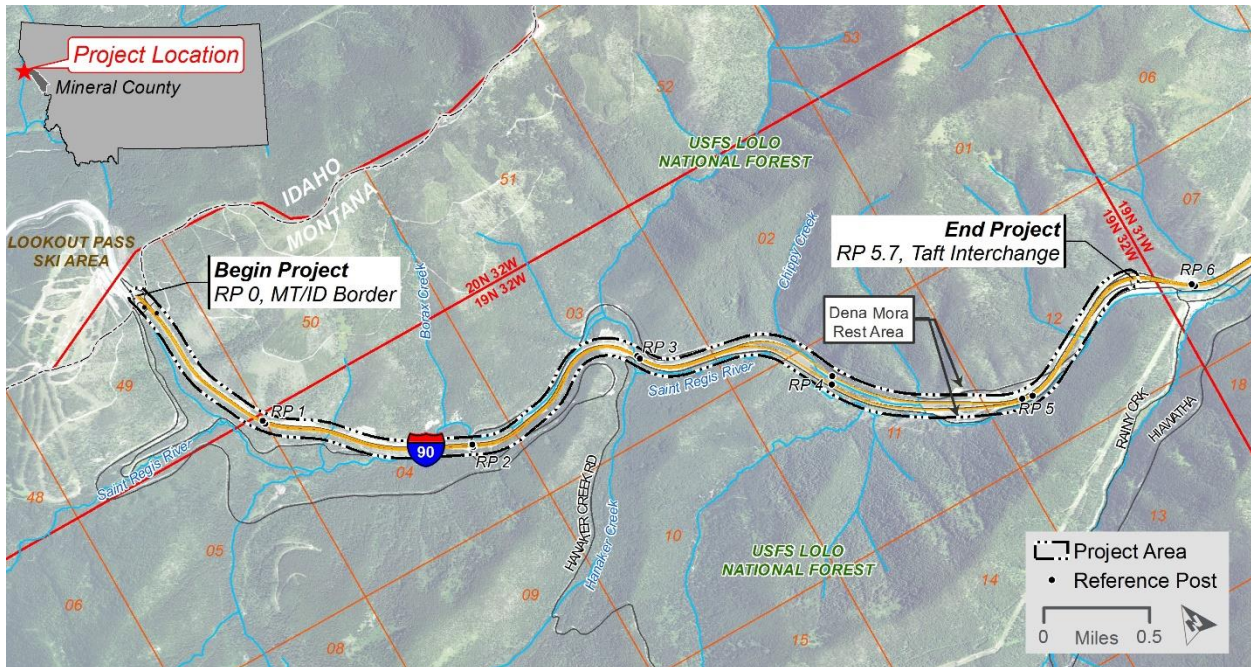 Project Location
Mineral County
53
52
06
USFS LOLO
NATIONAL FOREST
01
IDAHO
MONTANA
51
07
02
Chippy Creek
19N 31W
19N 32W
LOOKOUT PASS
SKI AREA
End Project
RP 5.7, Taft Interchange
RP 6
Begin Project
RP 0, MT/ID Border
20N 32W
19N 32W
Borax Creek
50
03
Dena Mora
Rest Area
12
RP 3
Saint Regis River
49
RP 4
18
RP 1
RP 5
11
RAINY CRK
HIAWATHA
90
RP 2
04
Saint Regis River
48
HANAKER CREEK RD
Hanaker Creek
10
13
05
USFS LOLO
NATIONAL FOREST
14
06
08
09
15
Project Area
Reference Post
0 Miles 0.5
N